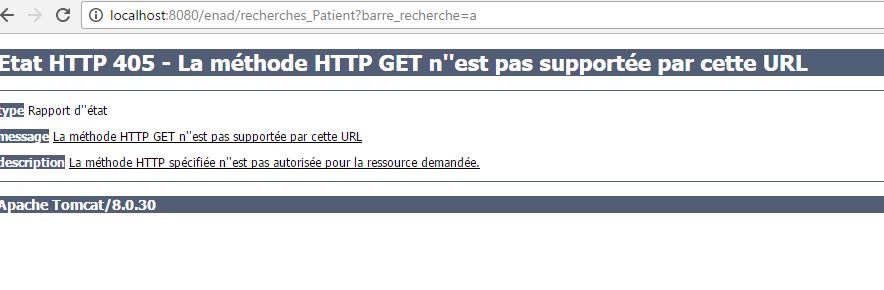 localhost:8080/enad/recherches_Patient?barre_recherche=a
Etat HTTP 405 - La méthode HTTP GET n''est pas supportée par cette URL
type Rapport d''état
message La méthode HTTP GET n''est pas supportée par cette URL
description La méthode HTTP spécifiée n''est pas autorisée pour la ressource demandée.
Apache Tomcat/8.0.30